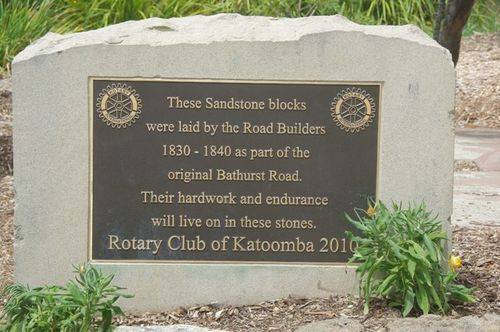 These Sandstone blocks
were laid by the Road Builders
1830 - 1840 as part of the
original Bathurst Road.
Their hardwork and endurance
will live on in these stones.
Rotary Club of Katoomba 2010